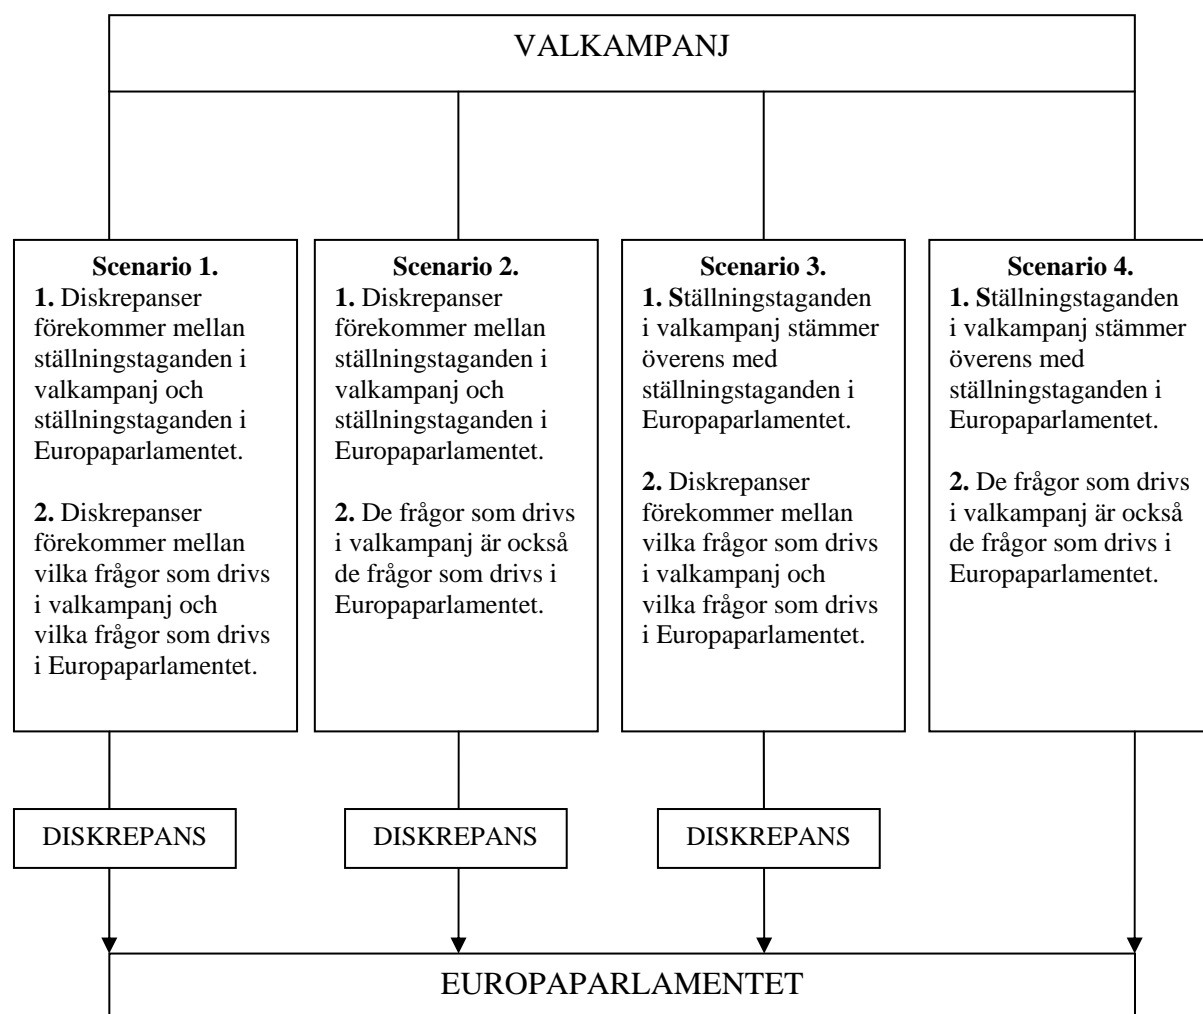 VALKAMPANJ
Scenario 1.
1. Diskrepanser
förekommer mellan
ställningstaganden i
valkampanj och
ställningstaganden i
Europaparlamentet.
2. Diskrepanser
förekommer mellan
vilka frågor som drivs
i valkampanj och
vilka frågor som drivs
i Europaparlamentet.
Scenario 2.
1. Diskrepanser
förekommer mellan
ställningstaganden i
valkampanj och
ställningstaganden i
Europaparlamentet.
2. De frågor som drivs
i valkampanj är också
de frågor som drivs i
Europaparlamentet.
Scenario 3.
1. Ställningstaganden
i valkampanj stämmer
överens med
ställningstaganden i
Europaparlamentet.
2. Diskrepanser
förekommer mellan
vilka frågor som drivs
i valkampanj och
vilka frågor som drivs
i Europaparlamentet.
Scenario 4.
1. Ställningstaganden
i valkampanj stämmer
överens med
ställningstaganden i
Europaparlamentet.
2. De frågor som drivs
i valkampanj är också
de frågor som drivs i
Europaparlamentet.
DISKREPANS
DISKREPANS
DISKREPANS
EUROPAPARLAMENTET